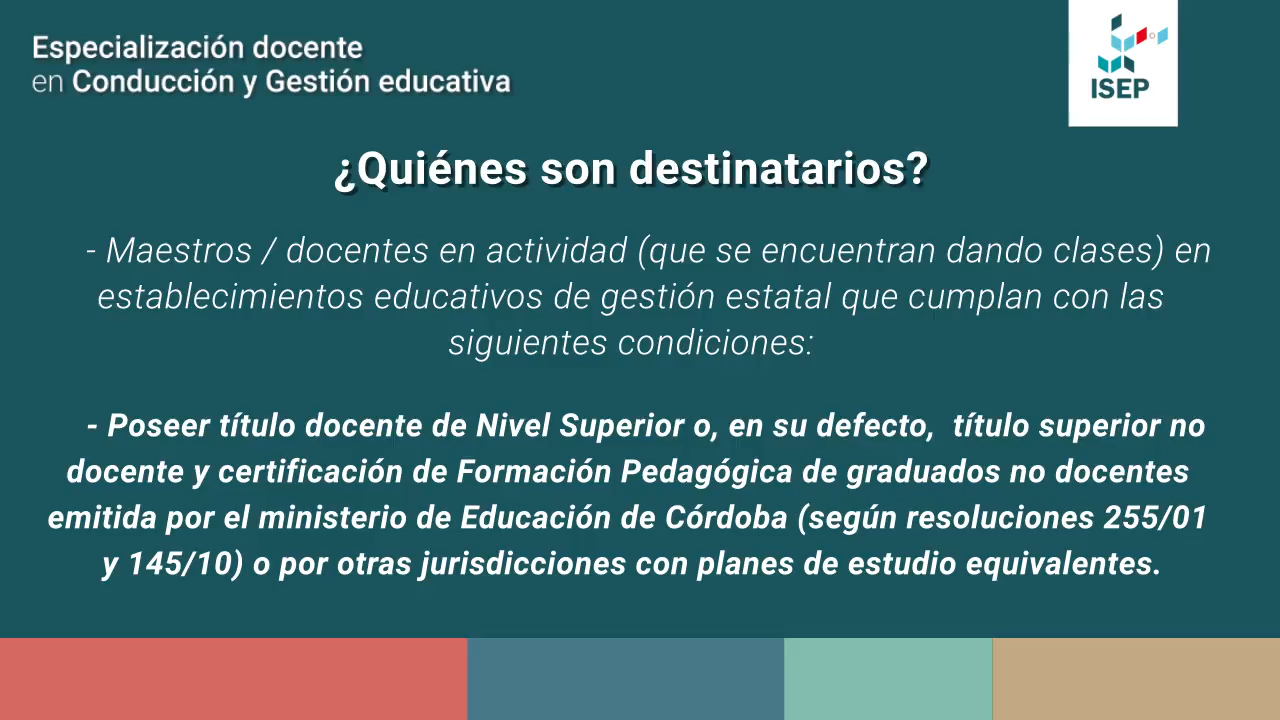 Especialización docente
en Conducción y Gestión educativa
ISEP
¿Quiénes son destinatarios?
- Maestros / docentes en actividad (que se encuentran dando clases) en
establecimientos educativos de gestión estatal que cumplan con las
siguientes condiciones:
- Poseer título docente de Nivel Superior o, en su defecto, título superior no
docente y certificación de Formación Pedagógica de graduados no docentes
emitida por el ministerio de Educación de Córdoba (según resoluciones 255/01
y 145/10) o por otras jurisdicciones con planes de estudio equivalentes.